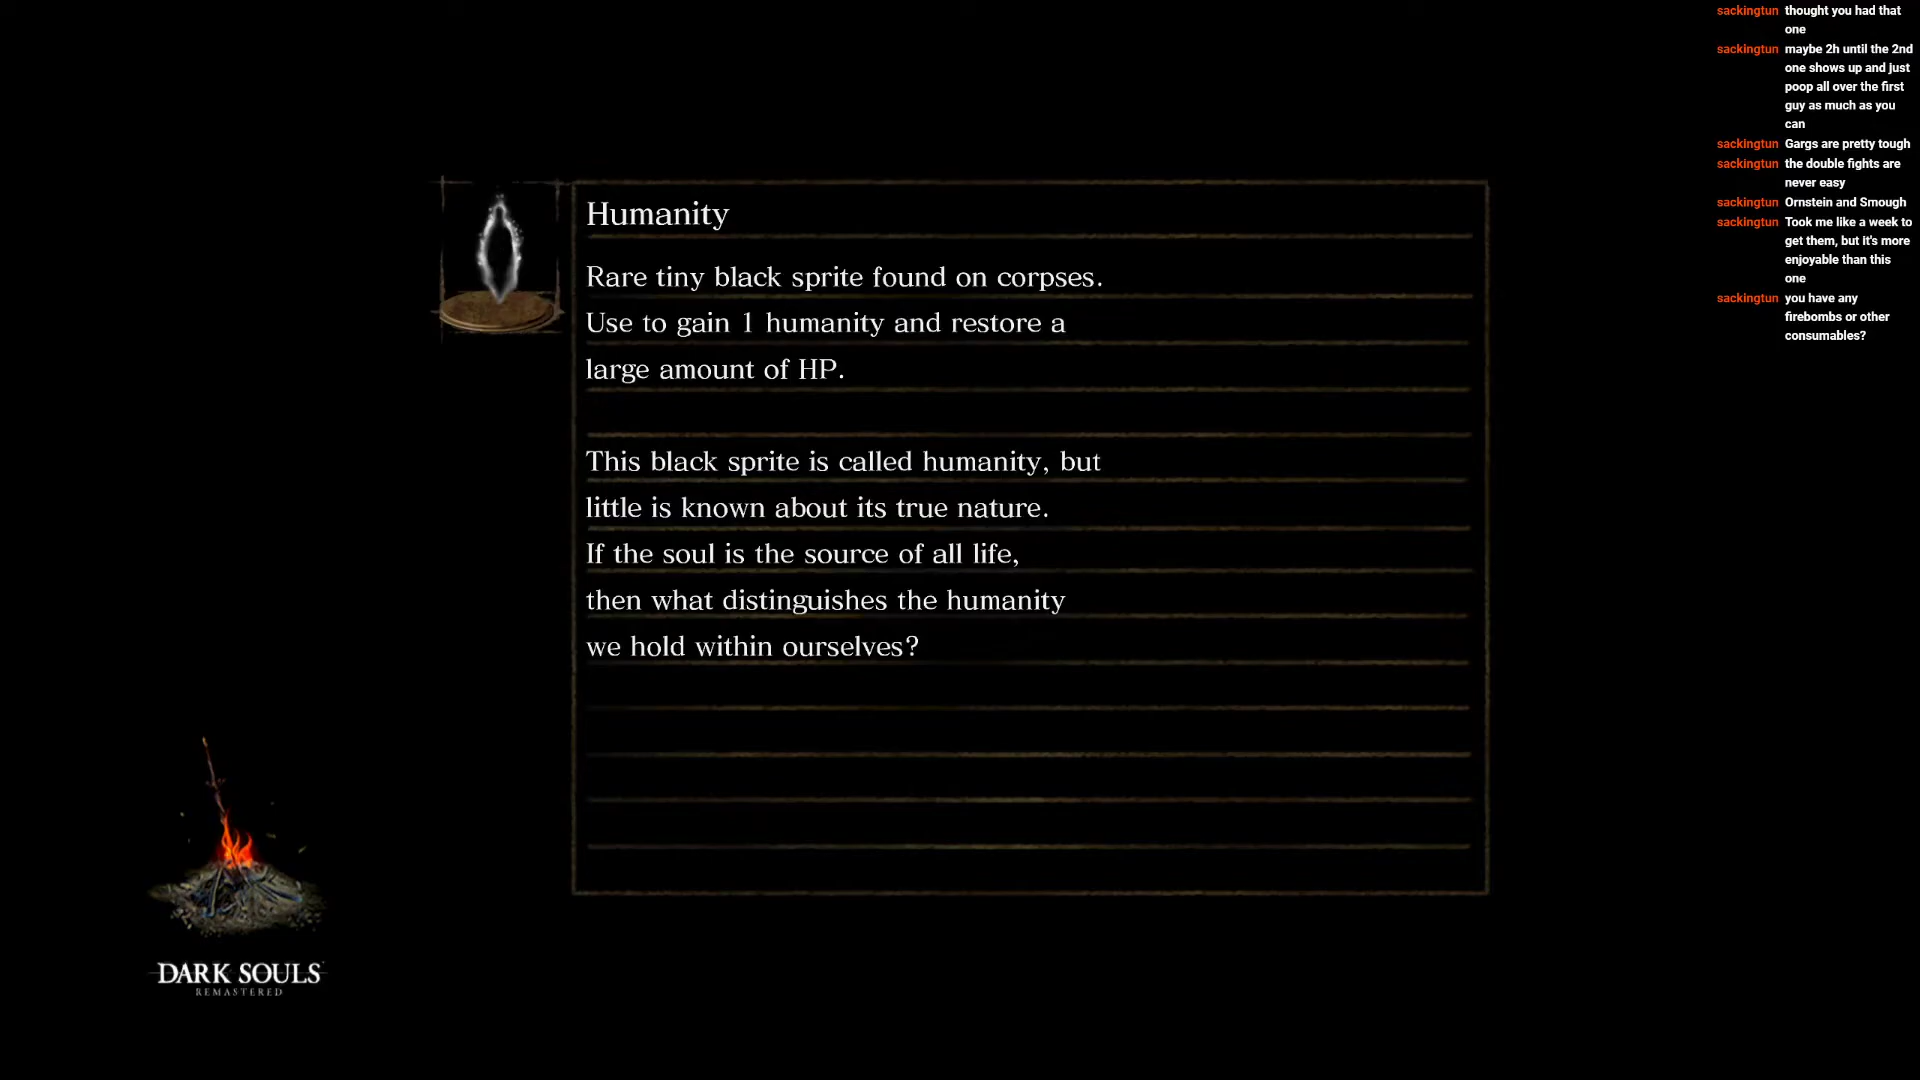 Humanity
Rare tiny black sprite found on corpses.
Use to gain 1 humanity and restore a
large amount of HP.
This black sprite is called humanity, but
little is known about its true nature.
If the soul is the source of all life,
then what distinguishes the humanity
we hold within ourselves?
DARK SOULS
REMASTERED
sackingtun thought you had that
one
sackingtun maybe 2h until the 2nd
one shows up and just
poop all over the first
guy as much as you
can
sackingtun Gargs are pretty tough
sackingtun the double fights are
never easy
sackingtun Ornstein and Smough
sackingtun Took me like a week to
get them, but it's more
enjoyable than this
one
sackingtun you have any
firebombs or other
consumables?